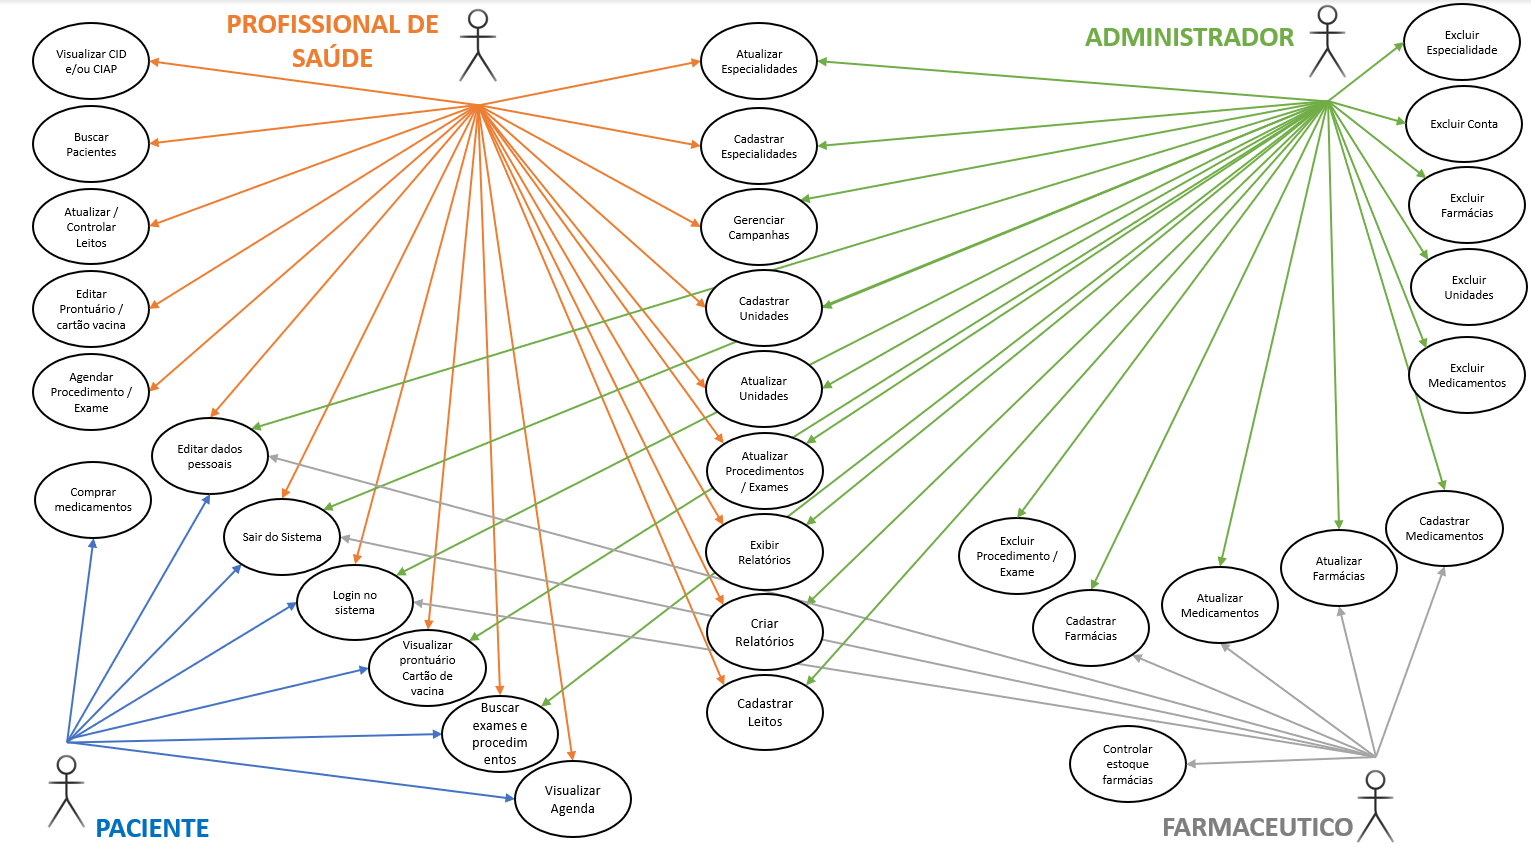 PROFISSIONAL DE
SAÚDE
ADMINISTRADOR
Visualizar CID
e/ou CIAP
Atualizar
Especialidades
Excluir
Especialidade
Buscar
Pacientes
Cadastrar
Especialidades
Excluir Conta
Atualizar /
Controlar
Leitos
Gerenciar
Campanhas
Excluir
Farmácias
Editar
Prontuário /
cartão vacina
Cadastrar
Unidades
Excluir
Unidades
Agendar
Procedimento /
Exame
Atualizar
Unidades
Excluir
Medicamentos
Editar dados
pessoais
Atualizar
Procedimentos
/ Exames
Comprar
medicamentos
Sair do Sistema
Exibir
Relatórios
Excluir
Procedimento /
Exame
Atualizar
Farmácias
Cadastrar
Medicamentos
Login no
sistema
Criar
Relatórios
Cadastrar
Farmácias
Atualizar
Medicamentos
Visualizar
prontuário
Cartão de
vacina
Cadastrar
Leitos
Buscar
exames e
procedim
entos
Controlar
estoque
farmácias
Visualizar
Agenda
PACIENTE
FARMACEUTICO